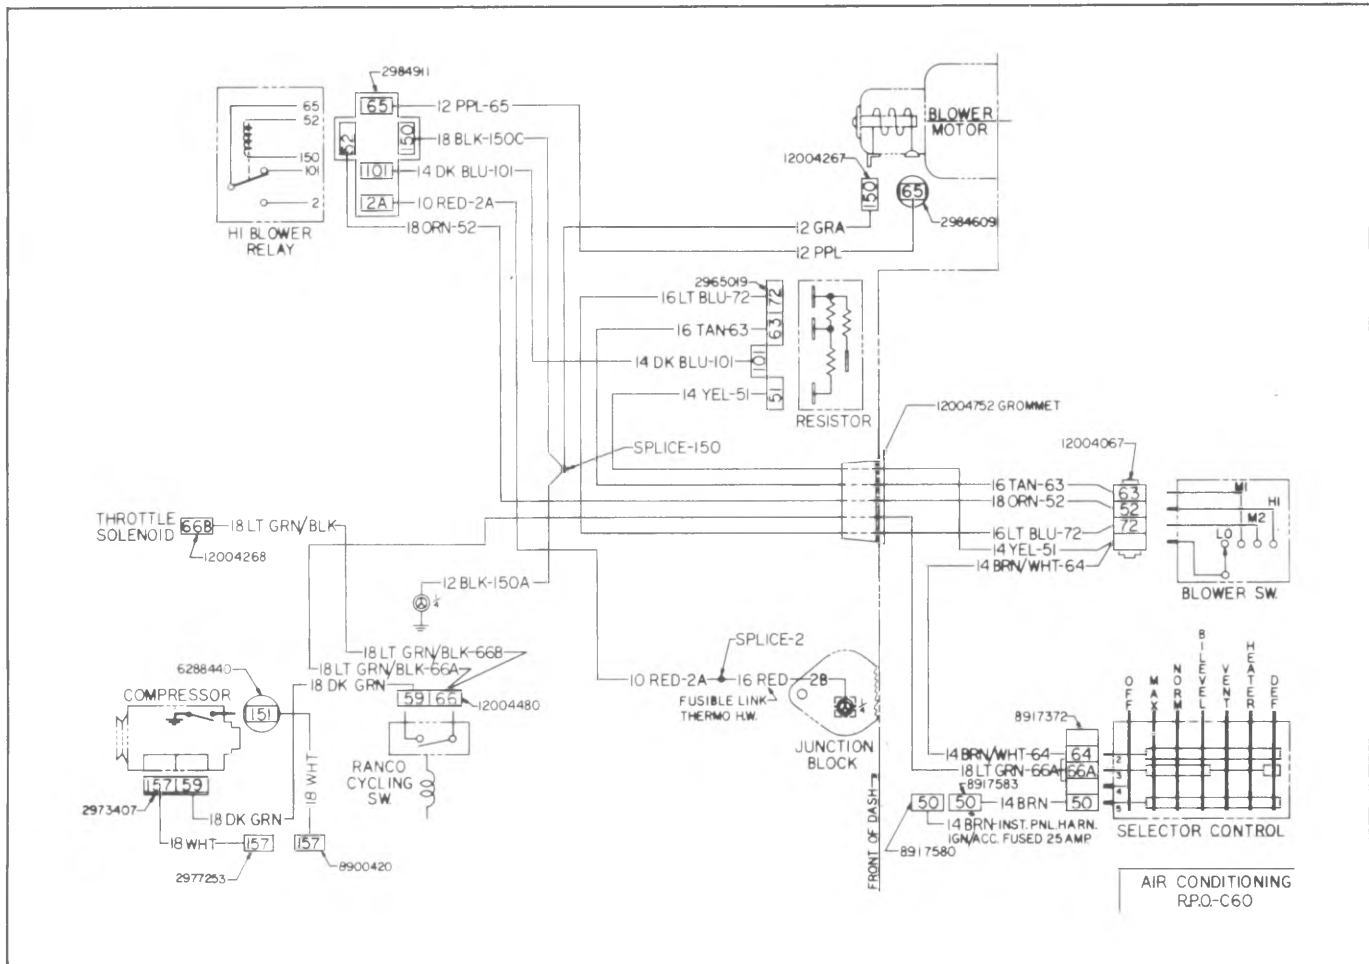 2984911
65
52
150
101
2
HI BLOWER
RELAY
65
52
150
101
2A
12 PPL-65
18 BLK-150C
14 DK BLU-101
10 RED-2A
18 ORN-52
BLOWER
MOTOR
12004267
150
65
2984609
12 GRA
12 PPL
2965019
16 LT BLU-72
72
16 TAN-63
63
14 DK BLU-101
101
14 YEL-51
51
RESISTOR
12004752 GROMMET
SPLICE-150
12004067
16 TAN-63
63
18 ORN-52
52
16 LT BLU-72
72
14 YEL-51
14 BRN/WHT-64
M1
HI
M2
LO
BLOWER SW.
THROTTLE
SOLENOID
66B
18 LT GRN/BLK
12004268
12 BLK-150A
1/4
18 LT GRN/BLK-66B
18 LT GRN/BLK-66A
18 DK GRN
59
66
12004480
RANCO
CYCLING
SW.
6288440
COMPRESSOR
151
157
159
2973407
18 DK GRN
18 WHT
157
2977253
18 WHT
157
8900420
SPLICE-2
10 RED-2A
16 RED
2B
FUSIBLE LINK
THERMO H.W.
1/4
JUNCTION
BLOCK
FRONT OF DASH
8917372
14 BRN/WHT-64
64
18 LT GRN-66A
66A
8917583
50
50
14 BRN
50
14 BRN-INST. PNL. HARN.
IGN/ACC. FUSED 25 AMP
8917580
OFF
MAX
NORM
BILEVEL
VENT
HEATER
DEF
2
3
4
5
SELECTOR CONTROL
AIR CONDITIONING
R.P.O.-C60